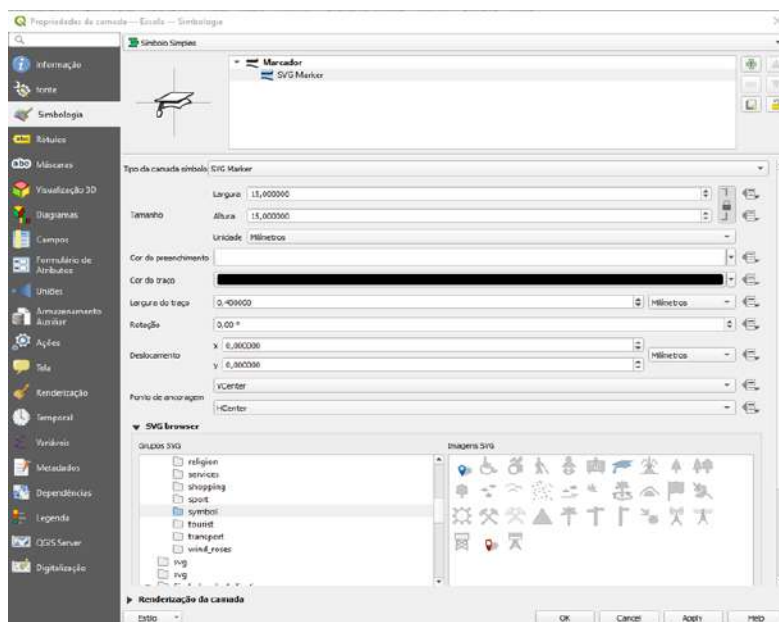 Propriedades da camada — Escola — Simbologia
Símbolo Simples
Marcador
SVG Marker
Informação
Fonte
Simbologia
Rótulos
Máscaras
Visualização 3D
Diagramas
Campos
Formulário de
Atributos
Uniões
Armazenamento
Auxiliar
Ações
Tela
Renderização
Temporal
Variáveis
Metadados
Dependências
Legenda
QGIS Server
Digitalização
Tipo da camada símbolo SVG Marker
Tamanho
Largura 15,000000
Altura 15,000000
Unidade Milímetros
Cor do preenchimento
Cor do traço
Largura do traço 0,400000 Milímetros
Rotação 0,00 °
Deslocamento
x 0,000000
y 0,000000
Milímetros
Ponto de ancoragem
VCenter
HCenter
SVG browser
Grupos SVG
Imagens SVG
religion
services
shopping
sport
symbol
tourist
transport
wind_roses
svg
svg
Renderização da camada
Estilo
OK
Cancel
Apply
Help